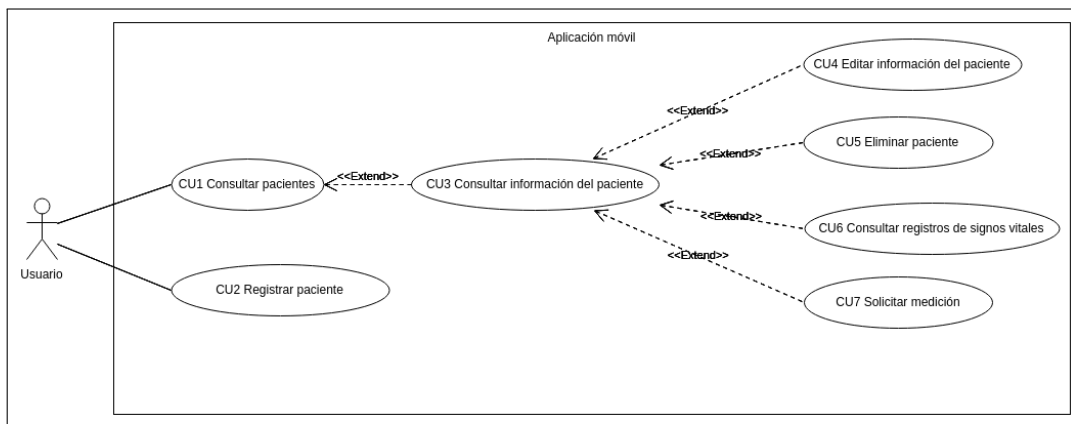 Aplicación móvil
CU4 Editar información del paciente
<<Extend>>
CU5 Eliminar paciente
<<Extend>>
CU1 Consultar pacientes
<<Extend>>
CU3 Consultar información del paciente
<<Extend>>
CU6 Consultar registros de signos vitales
<<Extend>>
Usuario
CU2 Registrar paciente
CU7 Solicitar medición